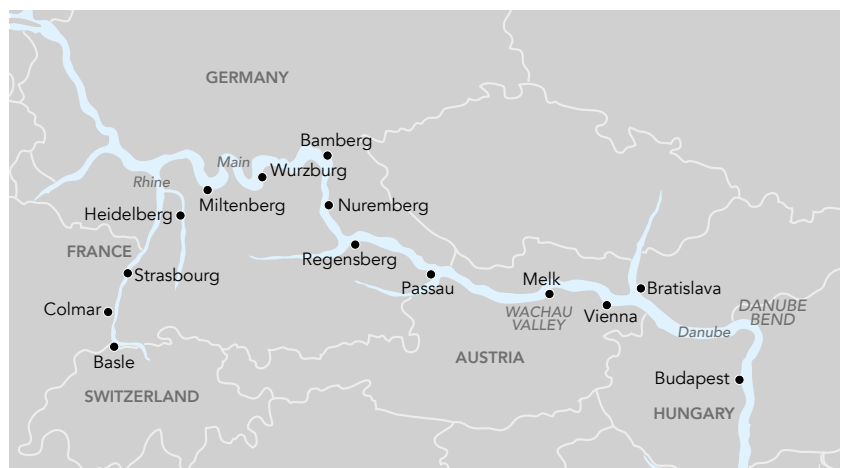 GERMANY
Bamberg
Main
Wurzburg
Rhine
Miltenberg
Nuremberg
Heidelberg
FRANCE
Regensberg
Strasbourg
Passau
Melk
Bratislava
Colmar
WACHAU
VALLEY
Vienna
DANUBE
BEND
Danube
Basle
AUSTRIA
Budapest
SWITZERLAND
HUNGARY